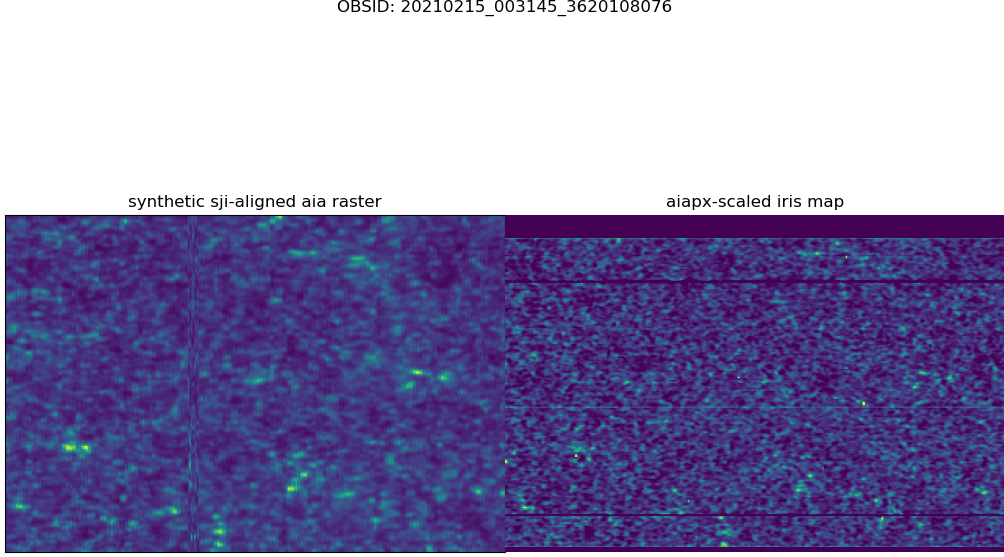 OBSID: 20210215_003145_3620108076
synthetic sji-aligned aia raster
aiapx-scaled iris map